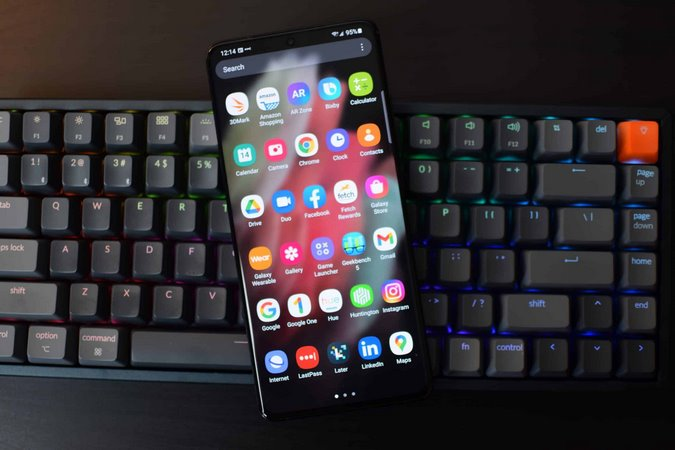 12:14
95%
Search
3DMark
Amazon Shopping
AR Zone
Bixby
Calculator
14
Calendar
Camera
Chrome
Clock
Contacts
Drive
Duo
Facebook
Fetch Rewards
Galaxy Store
Galaxy Wearable
Gallery
Game Launcher
Geekbench 5
Gmail
Google
Google One
Hue
Huntington
Instagram
Internet
LastPass
Later
LinkedIn
Maps
F1 F2 F3 F4 F5
F10 F11 F12 del
1! 2@ 3# 4$ 5%
page up
tab Q W E R
P page down
caps lock A S D F
home
shift Z X C V
shift end
option command
fn control